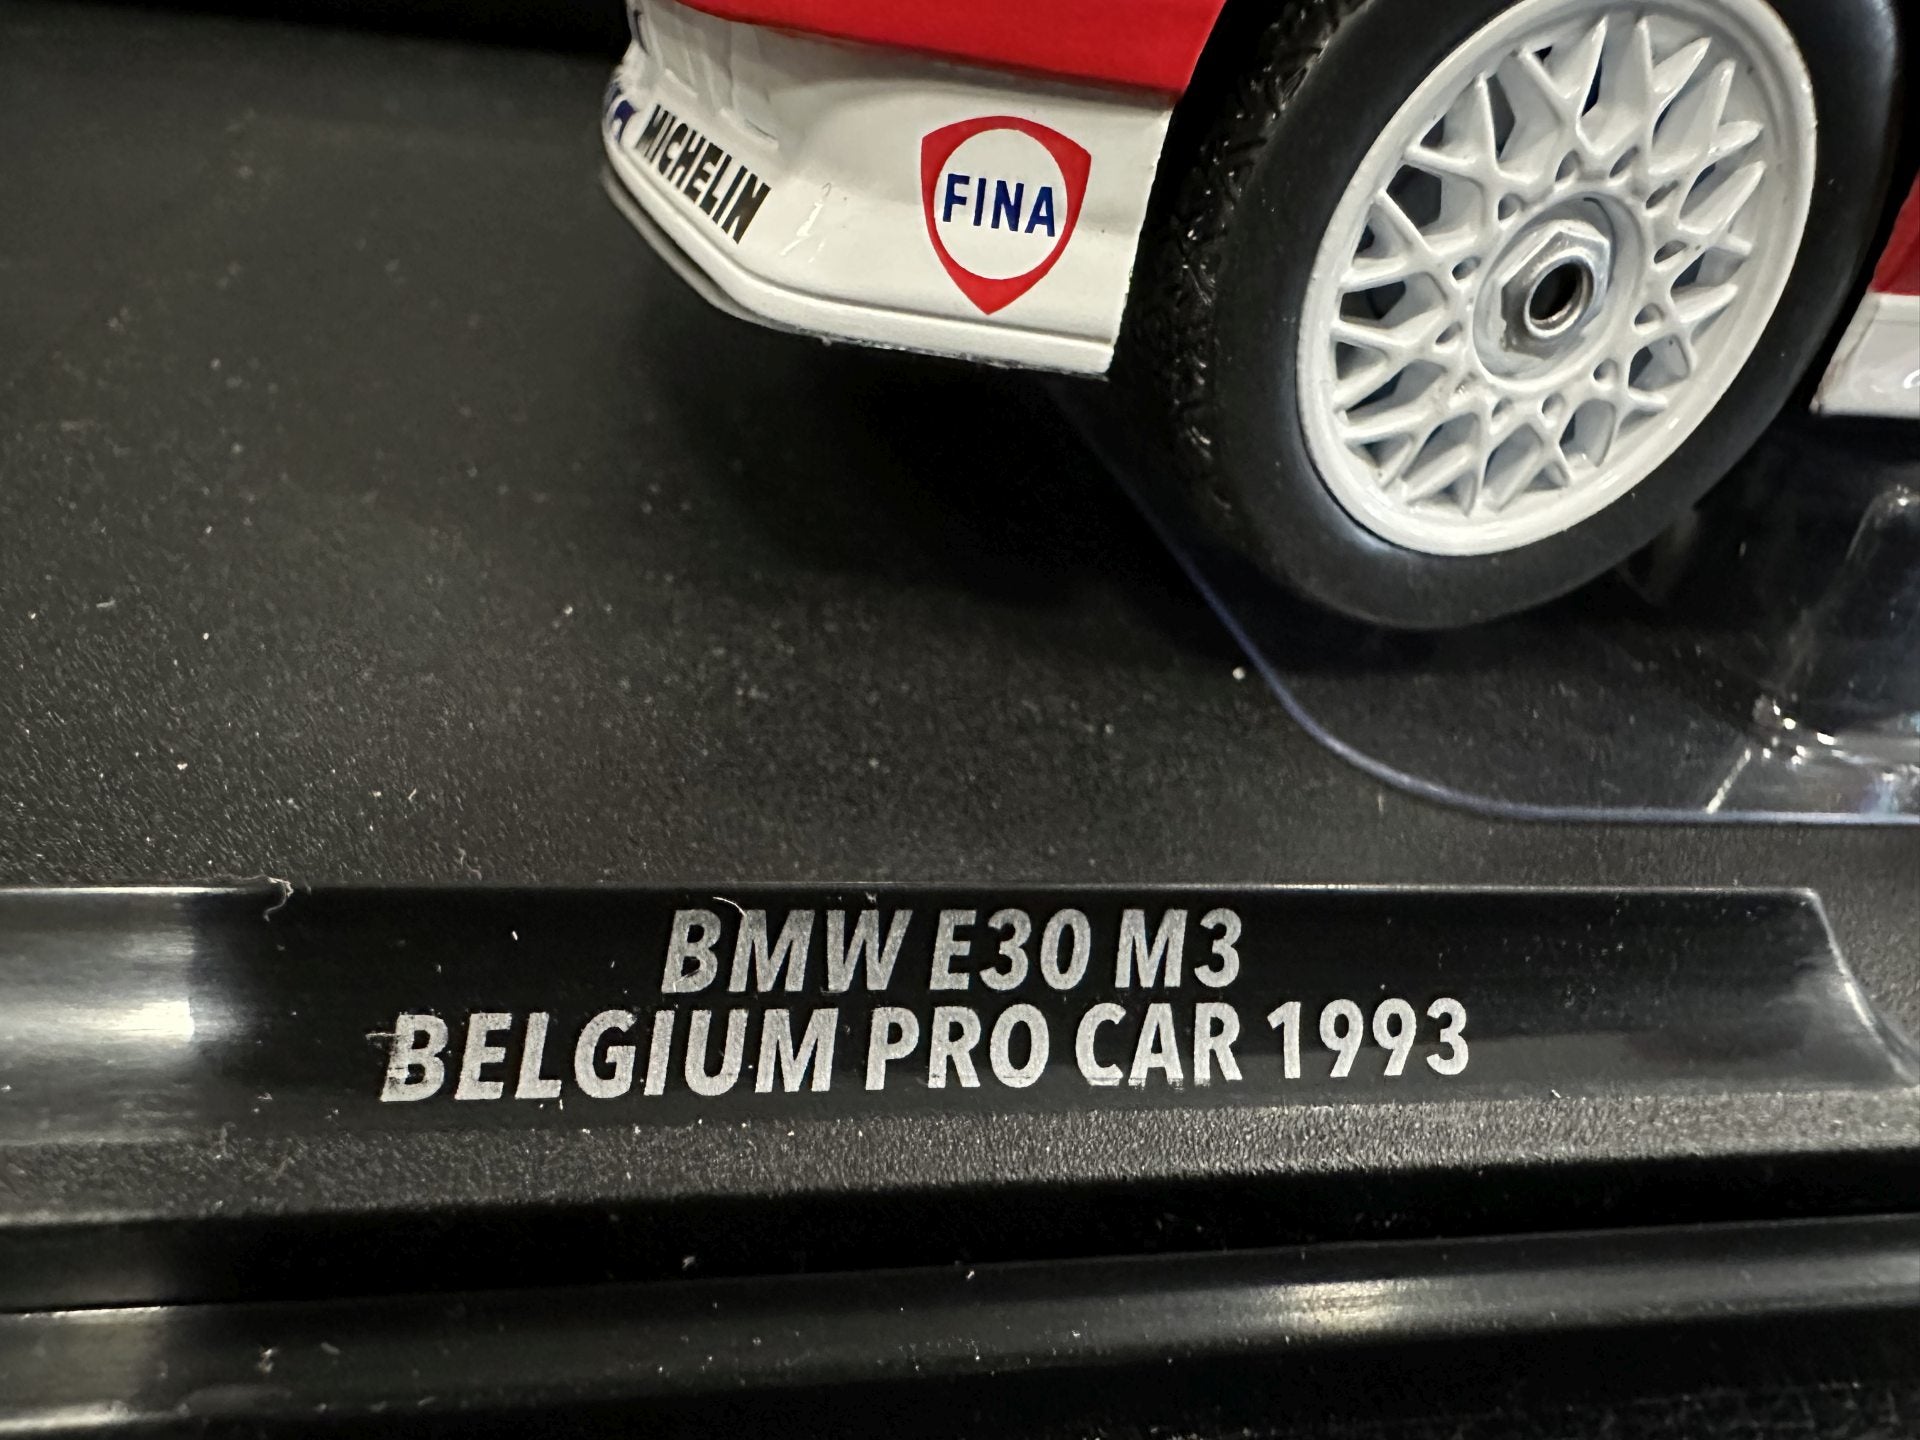 MICHELIN
FINA
BMW E30 M3
BELGIUM PRO CAR 1993